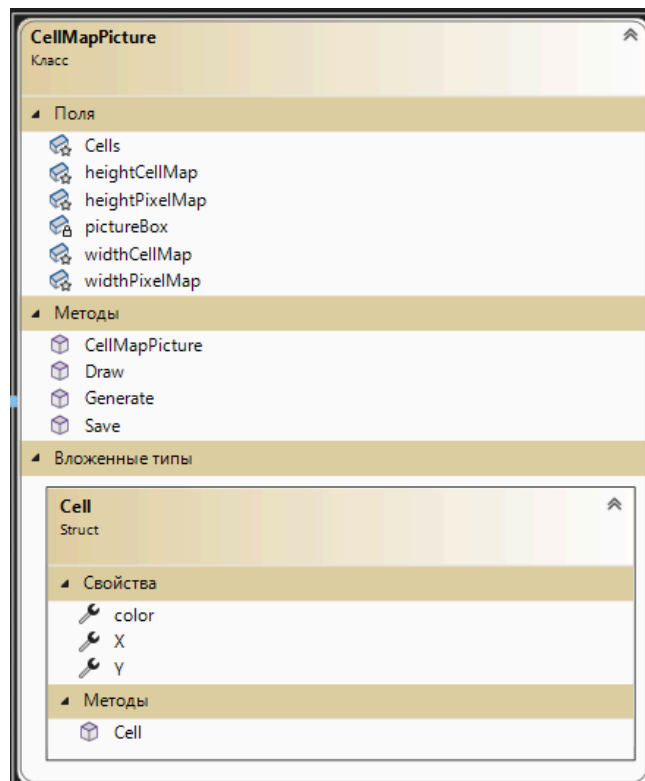 CellMapPicture
Класс
Поля
Cells
heightCellMap
heightPixelMap
pictureBox
widthCellMap
widthPixelMap
Методы
CellMapPicture
Draw
Generate
Save
Вложенные типы
Cell
Struct
Свойства
color
X
Y
Методы
Cell